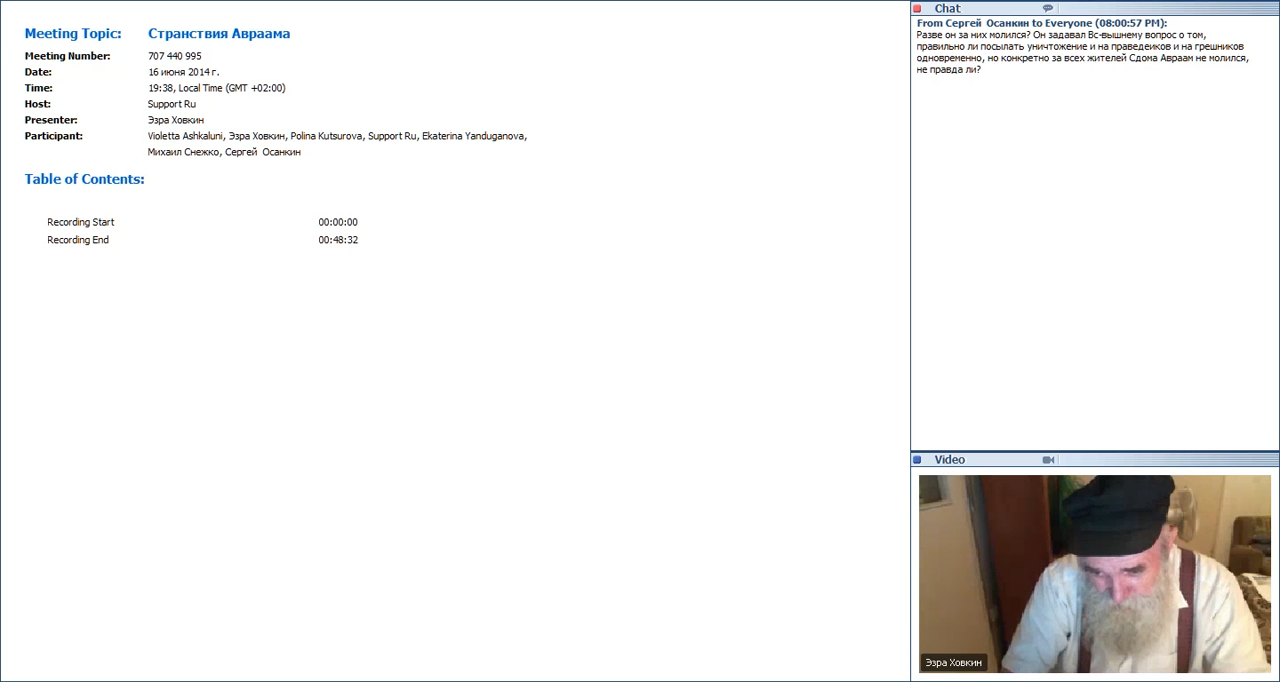 Meeting Topic: Странствия Авраама
Meeting Number: 707 440 995
Date: 16 июня 2014 г.
Time: 19:38, Local Time (GMT +02:00)
Host: Support Ru
Presenter: Эзра Ховкин
Participant: Violetta Ashkaluni, Эзра Ховкин, Polina Kutsurova, Support Ru, Ekaterina Yanduganova,
Михаил Снежко, Сергей Осанкин
Table of Contents:
Recording Start 00:00:00
Recording End 00:48:32
Chat
From Сергей Осанкин to Everyone (08:00:57 PM):
Разве он за них молился? Он задавал Вс-вышнему вопрос о том,
правильно ли посылать уничтожение и на праведеиков и на грешников
одновременно, но конкретно за всех жителей Сдома Авраам не молился,
не правда ли?
Video
Эзра Ховкин